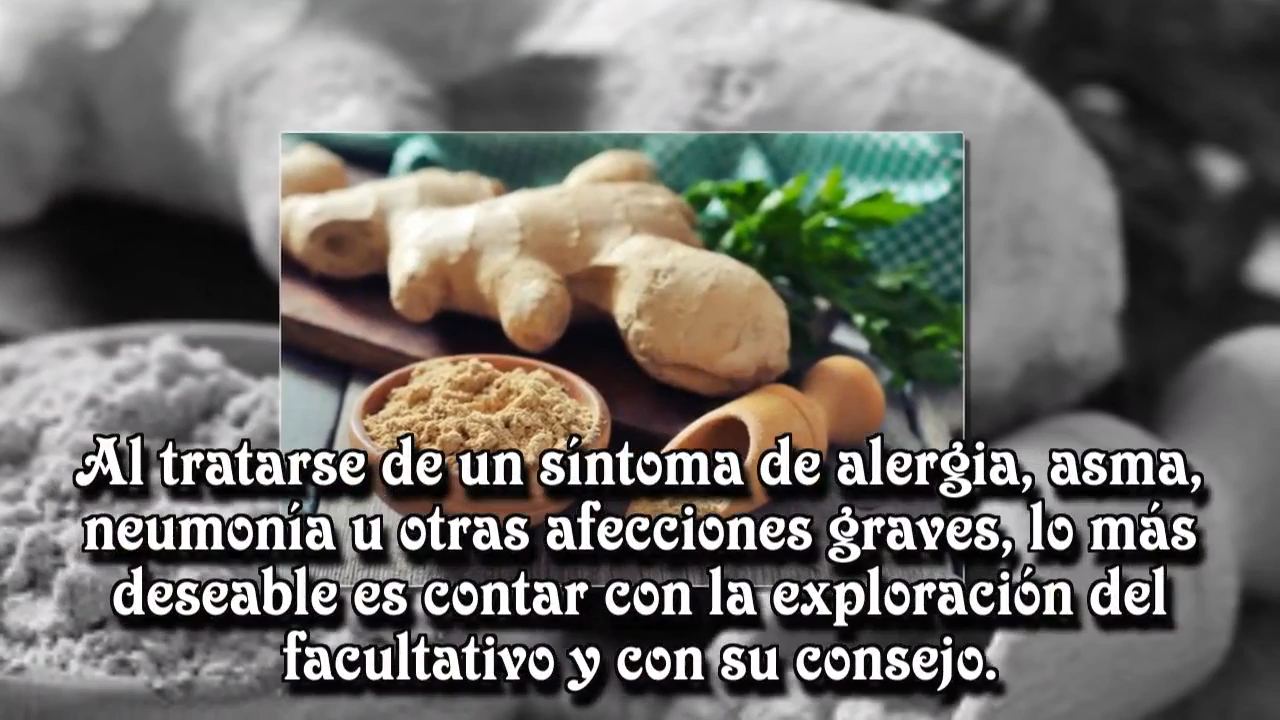 Al tratarse de un síntoma de alergia, asma,
neumonía u otras afecciones graves, lo más
deseable es contar con la exploración del
facultativo y con su consejo.